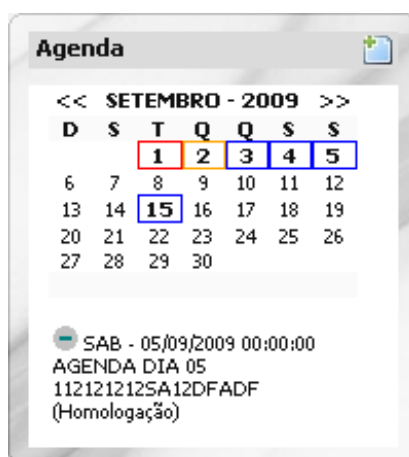 Agenda
<< SETEMBRO - 2009 >>
D S T Q Q S S
1 2 3 4 5
6 7 8 9 10 11 12
13 14 15 16 17 18 19
20 21 22 23 24 25 26
27 28 29 30
SAB - 05/09/2009 00:00:00
AGENDA DIA 05
112121212SA12DFADF
(Homologação)